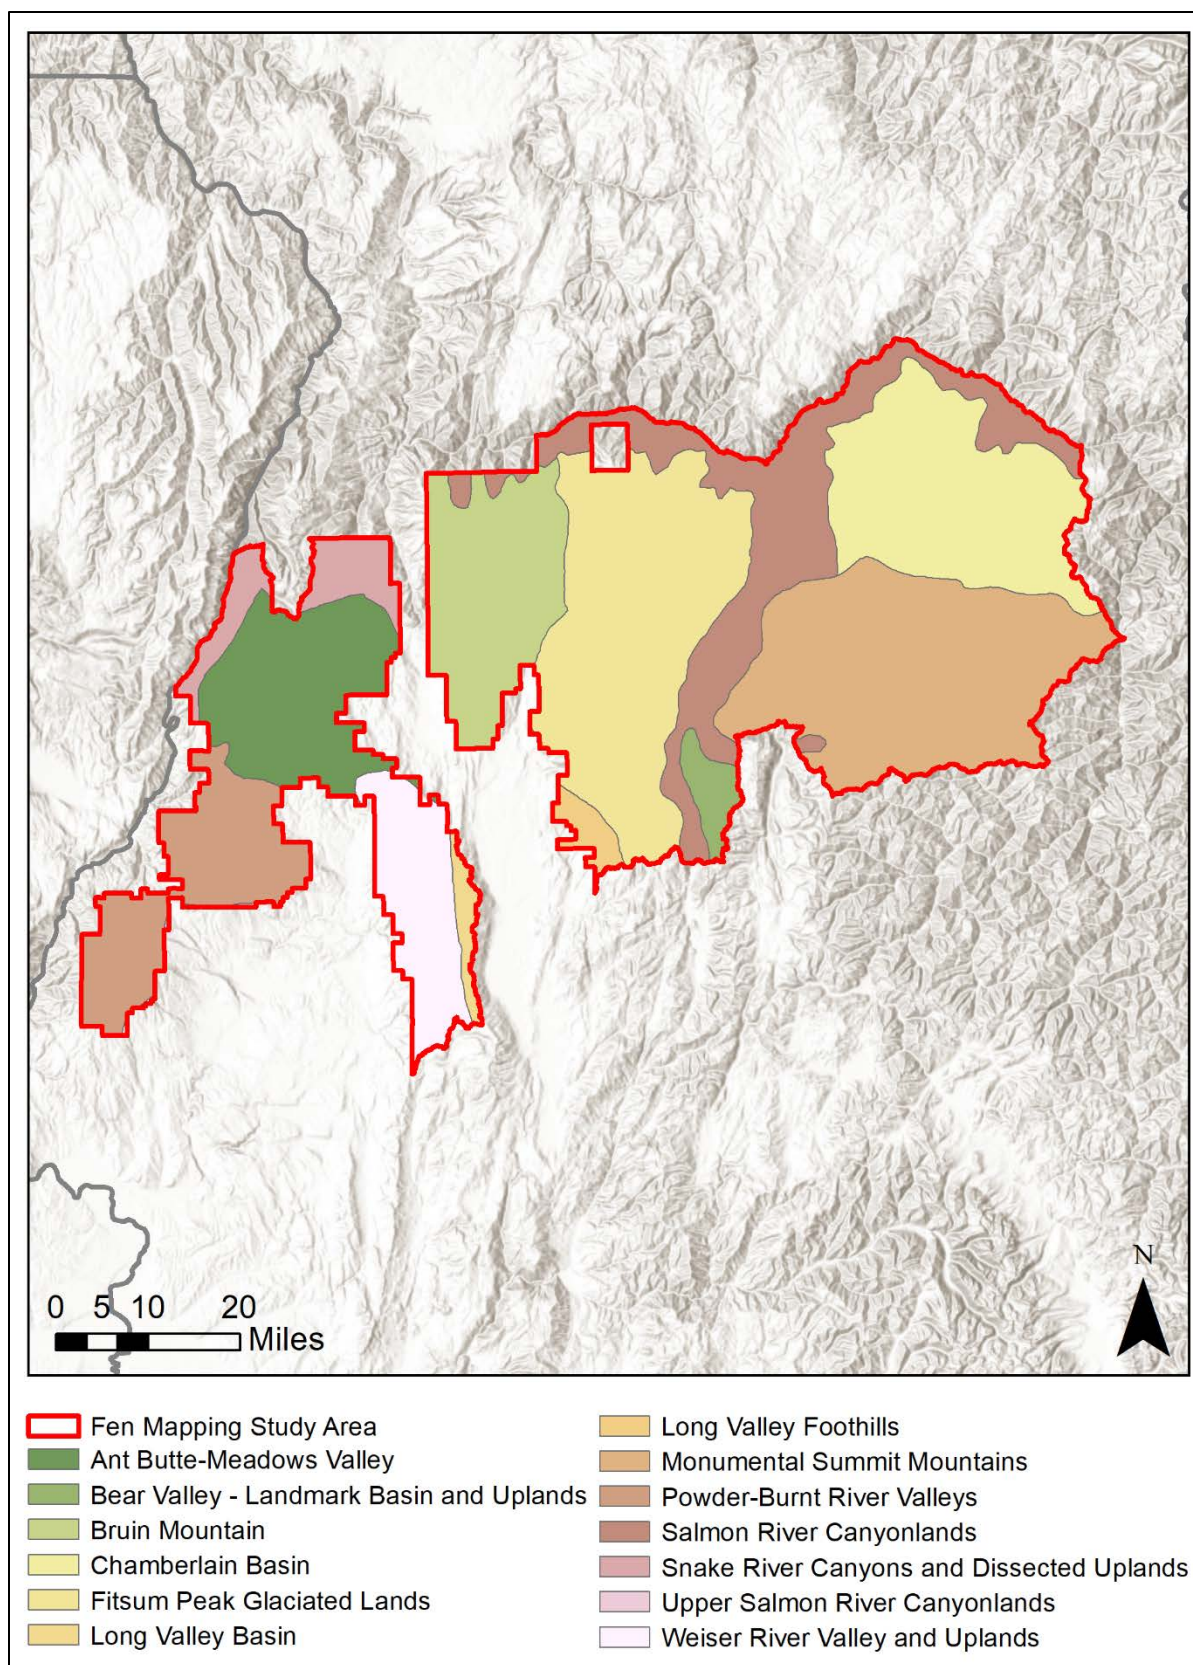 N
0 5 10 20
Miles
Fen Mapping Study Area
Ant Butte-Meadows Valley
Bear Valley - Landmark Basin and Uplands
Bruin Mountain
Chamberlain Basin
Fitsum Peak Glaciated Lands
Long Valley Basin
Long Valley Foothills
Monumental Summit Mountains
Powder-Burnt River Valleys
Salmon River Canyonlands
Snake River Canyons and Dissected Uplands
Upper Salmon River Canyonlands
Weiser River Valley and Uplands